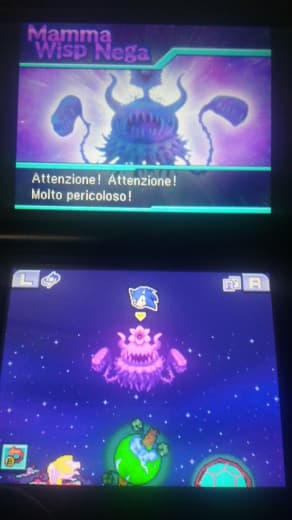 Mamma
Wisp Nega
Attenzione! Attenzione!
Molto pericoloso!
L
R
B